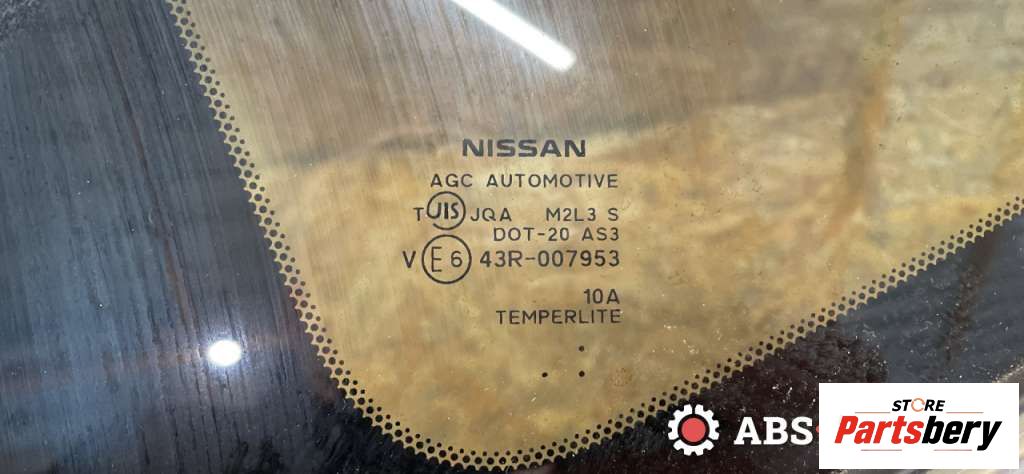 NISSAN
AGC AUTOMOTIVE
T JIS JQA M2L3 S
DOT-20 AS3
V E6 43R-007953
10A
TEMPERLITE
ABS
STORE
Partsbery